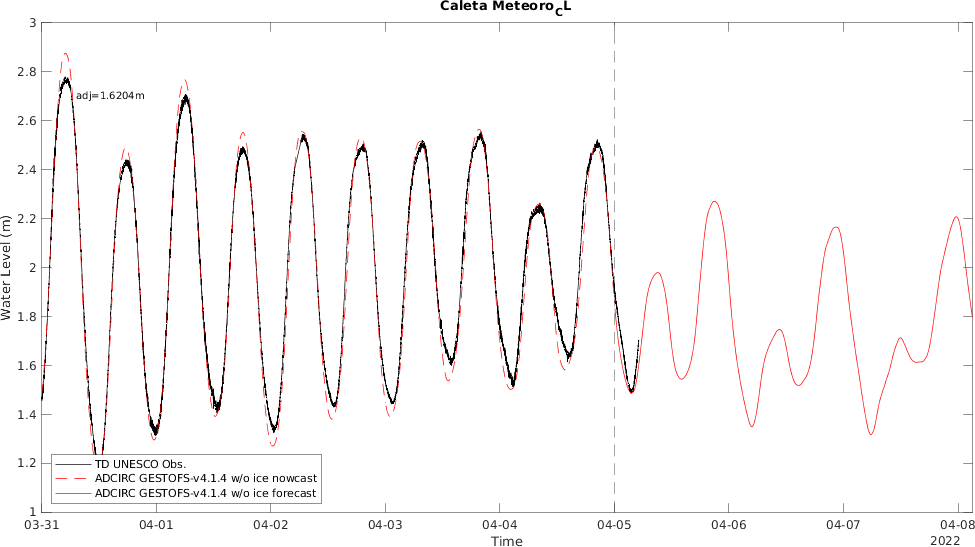 Caleta Meteoro_CL
3
2.8
adj=1.6204m
2.6
2.4
2.2
Water Level (m)
2
1.8
1.6
1.4
1.2
TD UNESCO Obs.
ADCIRC GESTOFS-v4.1.4 w/o ice nowcast
ADCIRC GESTOFS-v4.1.4 w/o ice forecast
1
03-31 04-01 04-02 04-03 04-04 04-05 04-06 04-07 04-08
Time 2022